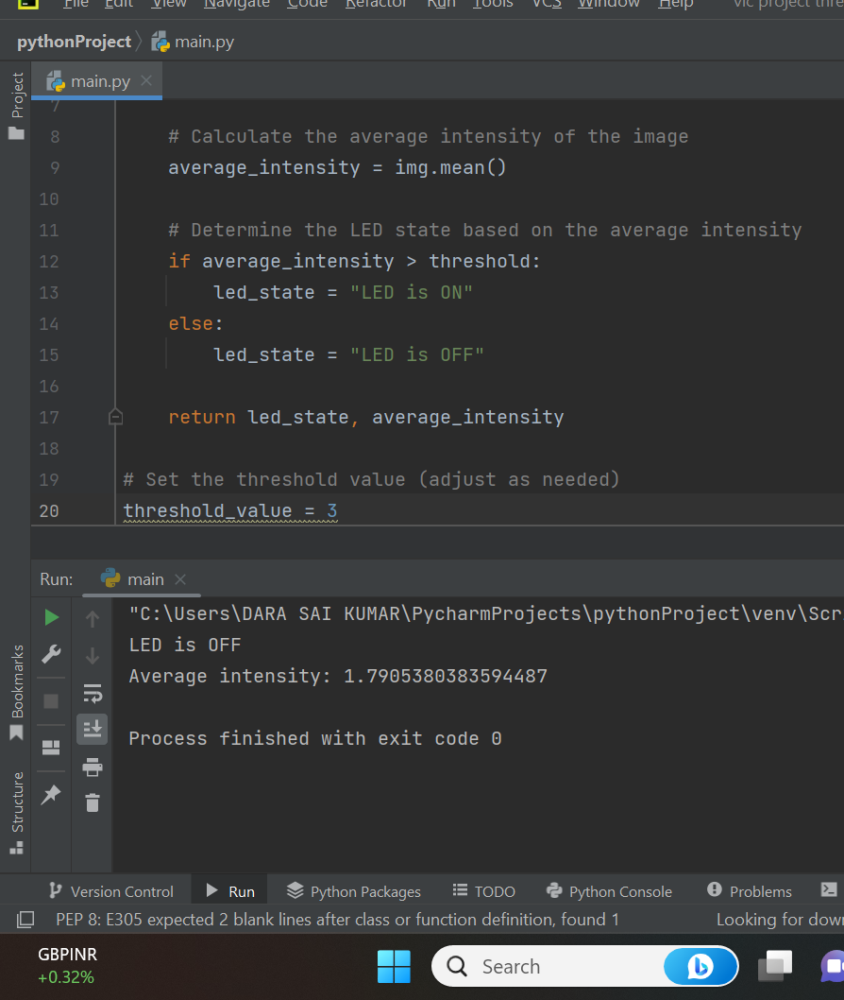 File Edit View Navigate Code Refactor Run Tools VCS Window Help
pythonProject main.py
Project
main.py
7
8 # Calculate the average intensity of the image
9 average_intensity = img.mean()
10
11 # Determine the LED state based on the average intensity
12 if average_intensity > threshold:
13 led_state = "LED is ON"
14 else:
15 led_state = "LED is OFF"
16
17 return led_state, average_intensity
18
19 # Set the threshold value (adjust as needed)
20 threshold_value = 3
Run: main
"C:\Users\DARA SAI KUMAR\PycharmProjects\pythonProject\venv\Scr
LED is OFF
Average intensity: 1.7905380383594487
Process finished with exit code 0
Bookmarks
Structure
Version Control Run Python Packages TODO Python Console Problems
PEP 8: E305 expected 2 blank lines after class or function definition, found 1 Looking for
GBPINR
+0.32%
Search